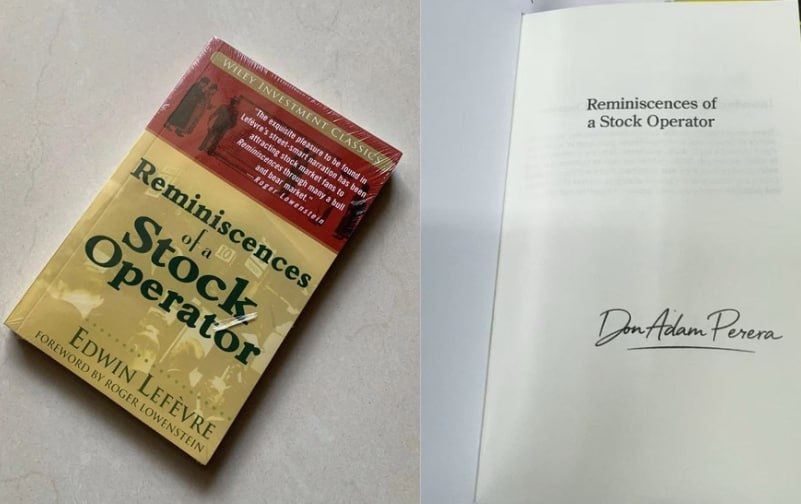 WILEY INVESTMENT CLASSICS
"The exquisite pleasure to be found in
Lefèvre's street-smart narration has been
attracting stock market fans to
Reminiscences through many a bull
and bear market."
—Roger Lowenstein
Reminiscences
of a
Stock
Operator
EDWIN LEFÈVRE
FOREWORD BY ROGER LOWENSTEIN
Reminiscences of
a Stock Operator
Don Adam Perera